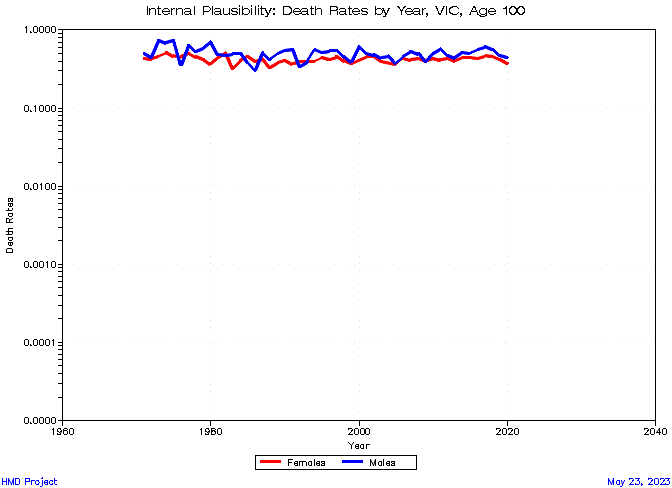 Internal Plausibility: Death Rates by Year, VIC, Age 100
1.0000
0.1000
0.0100
0.0010
0.0001
0.0000
Death Rates
1960
1980
2000
2020
2040
Year
Females
Males
HMD Project
May 23, 2023